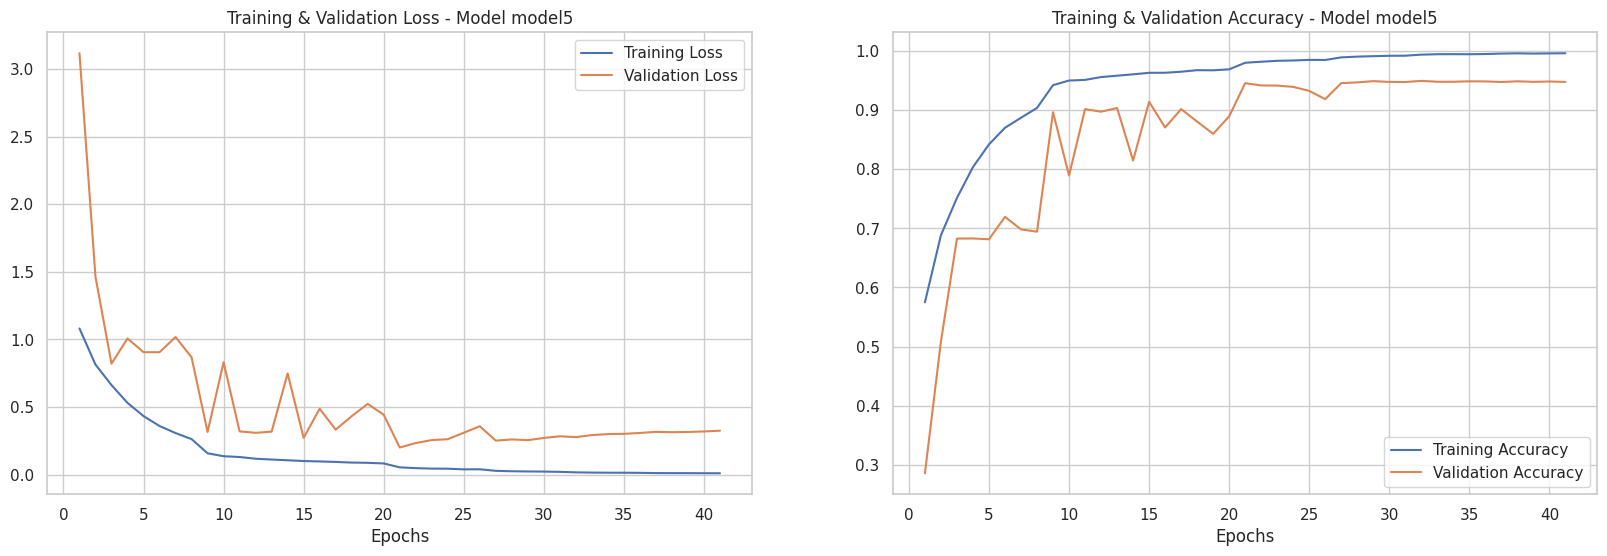 Training & Validation Loss - Model model5
Training Loss
Validation Loss
3.0
2.5
2.0
1.5
1.0
0.5
0.0
0 5 10 15 20 25 30 35 40
Epochs
Training & Validation Accuracy - Model model5
1.0
0.9
0.8
0.7
0.6
0.5
0.4
0.3
Training Accuracy
Validation Accuracy
0 5 10 15 20 25 30 35 40
Epochs